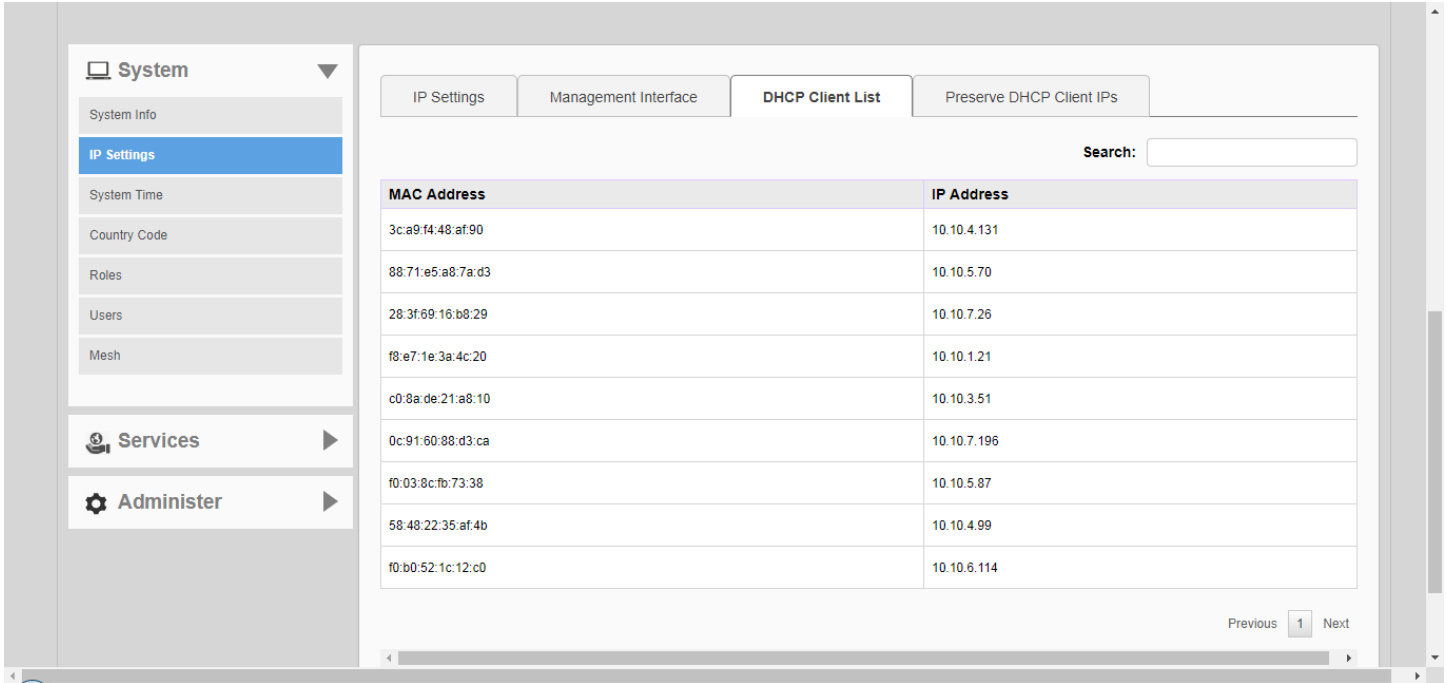 System
System Info
IP Settings
System Time
Country Code
Roles
Users
Mesh
Services
Administer
IP Settings Management Interface DHCP Client List Preserve DHCP Client IPs
Search:
MAC Address IP Address
3c:a9:f4:48:af:90 10.10.4.131
88:71:e5:a8:7a:d3 10.10.5.70
28:3f:69:16:b8:29 10.10.7.26
f8:e7:1e:3a:4c:20 10.10.1.21
c0:8a:de:21:a8:10 10.10.3.51
0c:91:60:88:d3:ca 10.10.7.196
f0:03:8c:fb:73:38 10.10.5.87
58:48:22:35:af:4b 10.10.4.99
f0:b0:52:1c:12:c0 10.10.6.114
Previous 1 Next